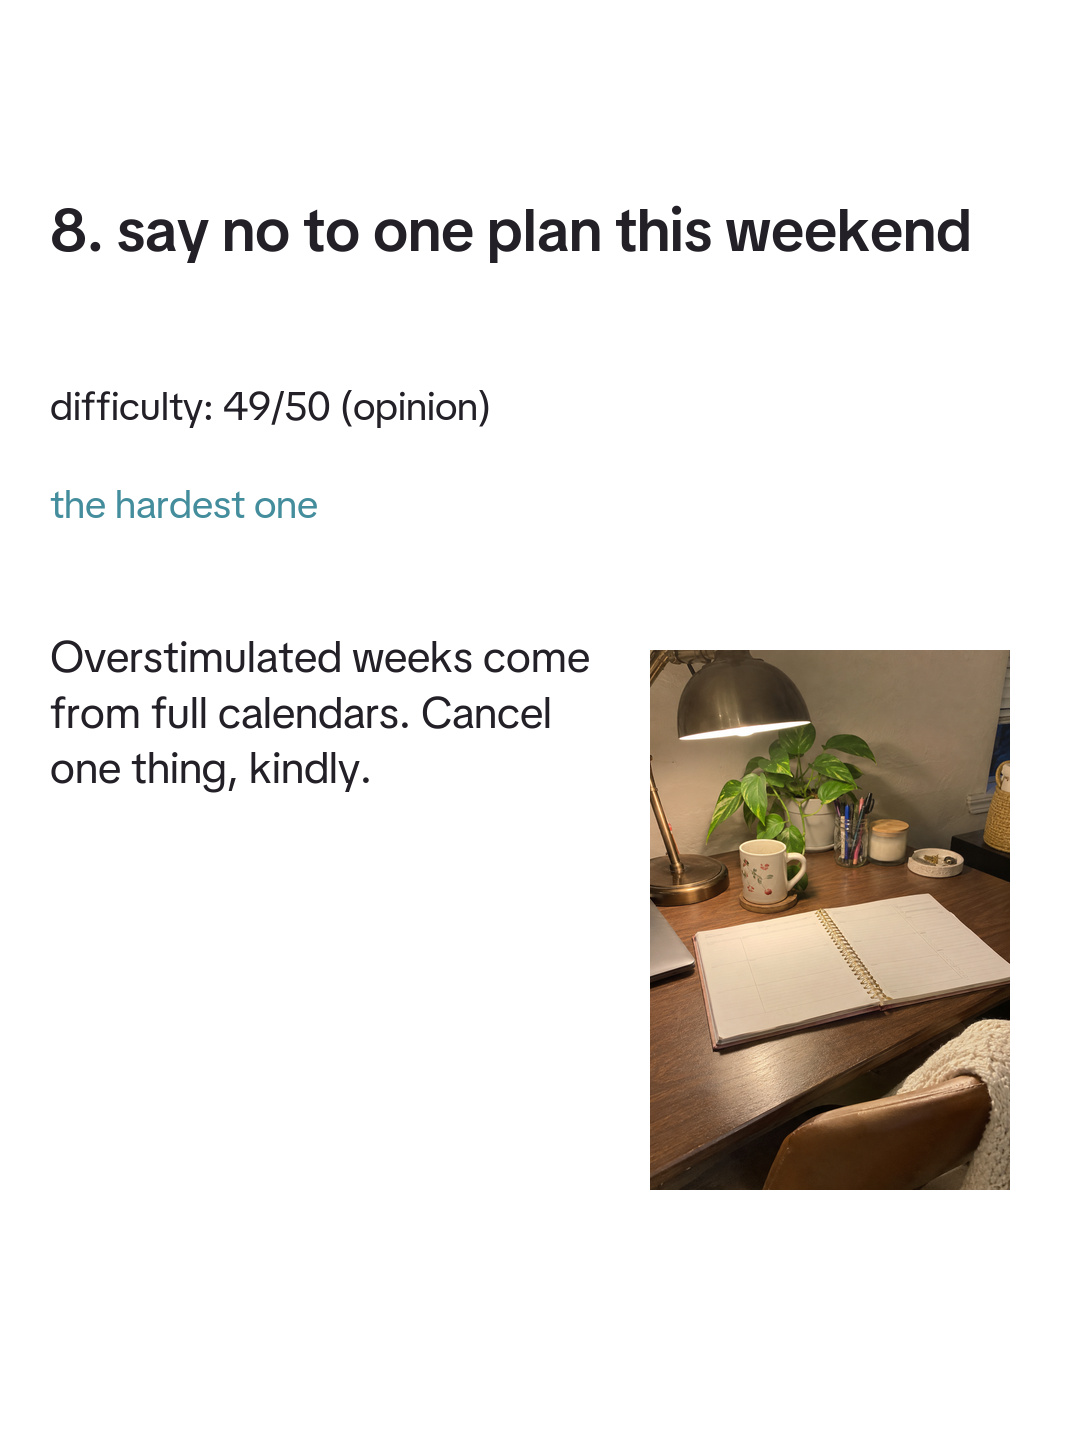 8. say no to one plan this weekend
difficulty: 49/50 (opinion)
the hardest one
Overstimulated weeks come
from full calendars. Cancel
one thing, kindly.